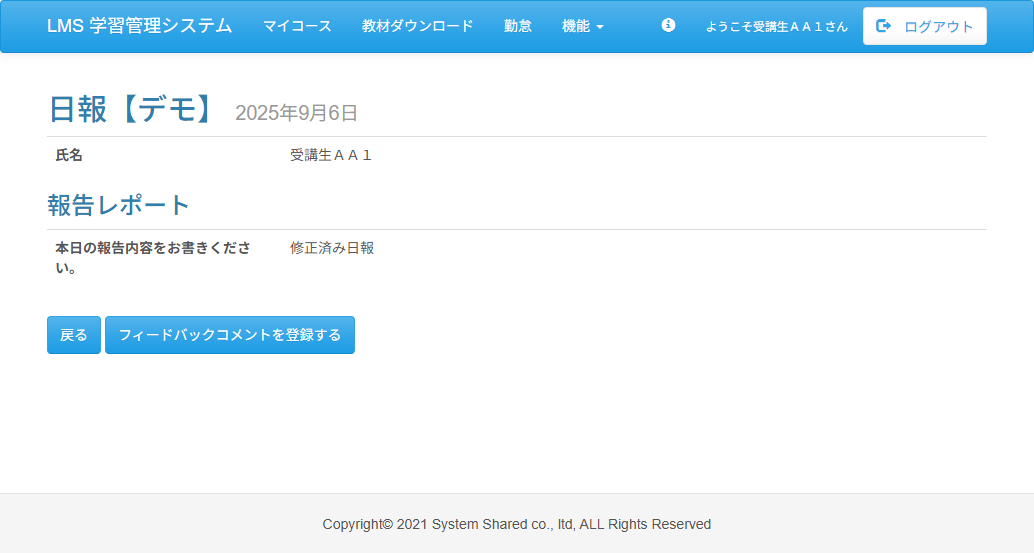 LMS 学習管理システム マイコース 教材ダウンロード 勤怠 機能 ようこそ受講生ＡＡ１さん ログアウト
日報【デモ】 2025年9月6日
氏名 受講生ＡＡ１
報告レポート
本日の報告内容をお書きくださ 修正済み日報
い。
戻る フィードバックコメントを登録する
Copyright© 2021 System Shared co., ltd, ALL Rights Reserved